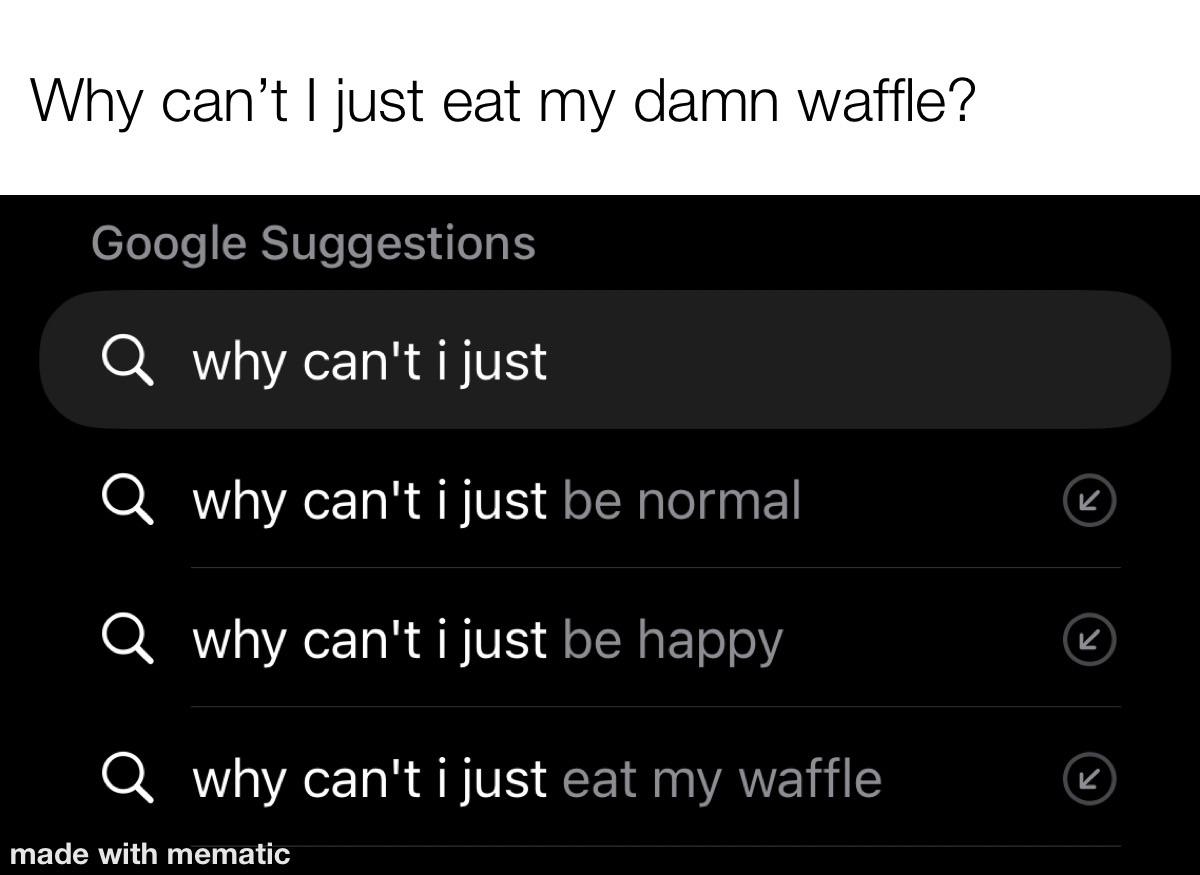 Why can’t I just eat my damn waffle?
Google Suggestions
why can't i just
why can't i just be normal
why can't i just be happy
why can't i just eat my waffle
made with mematic